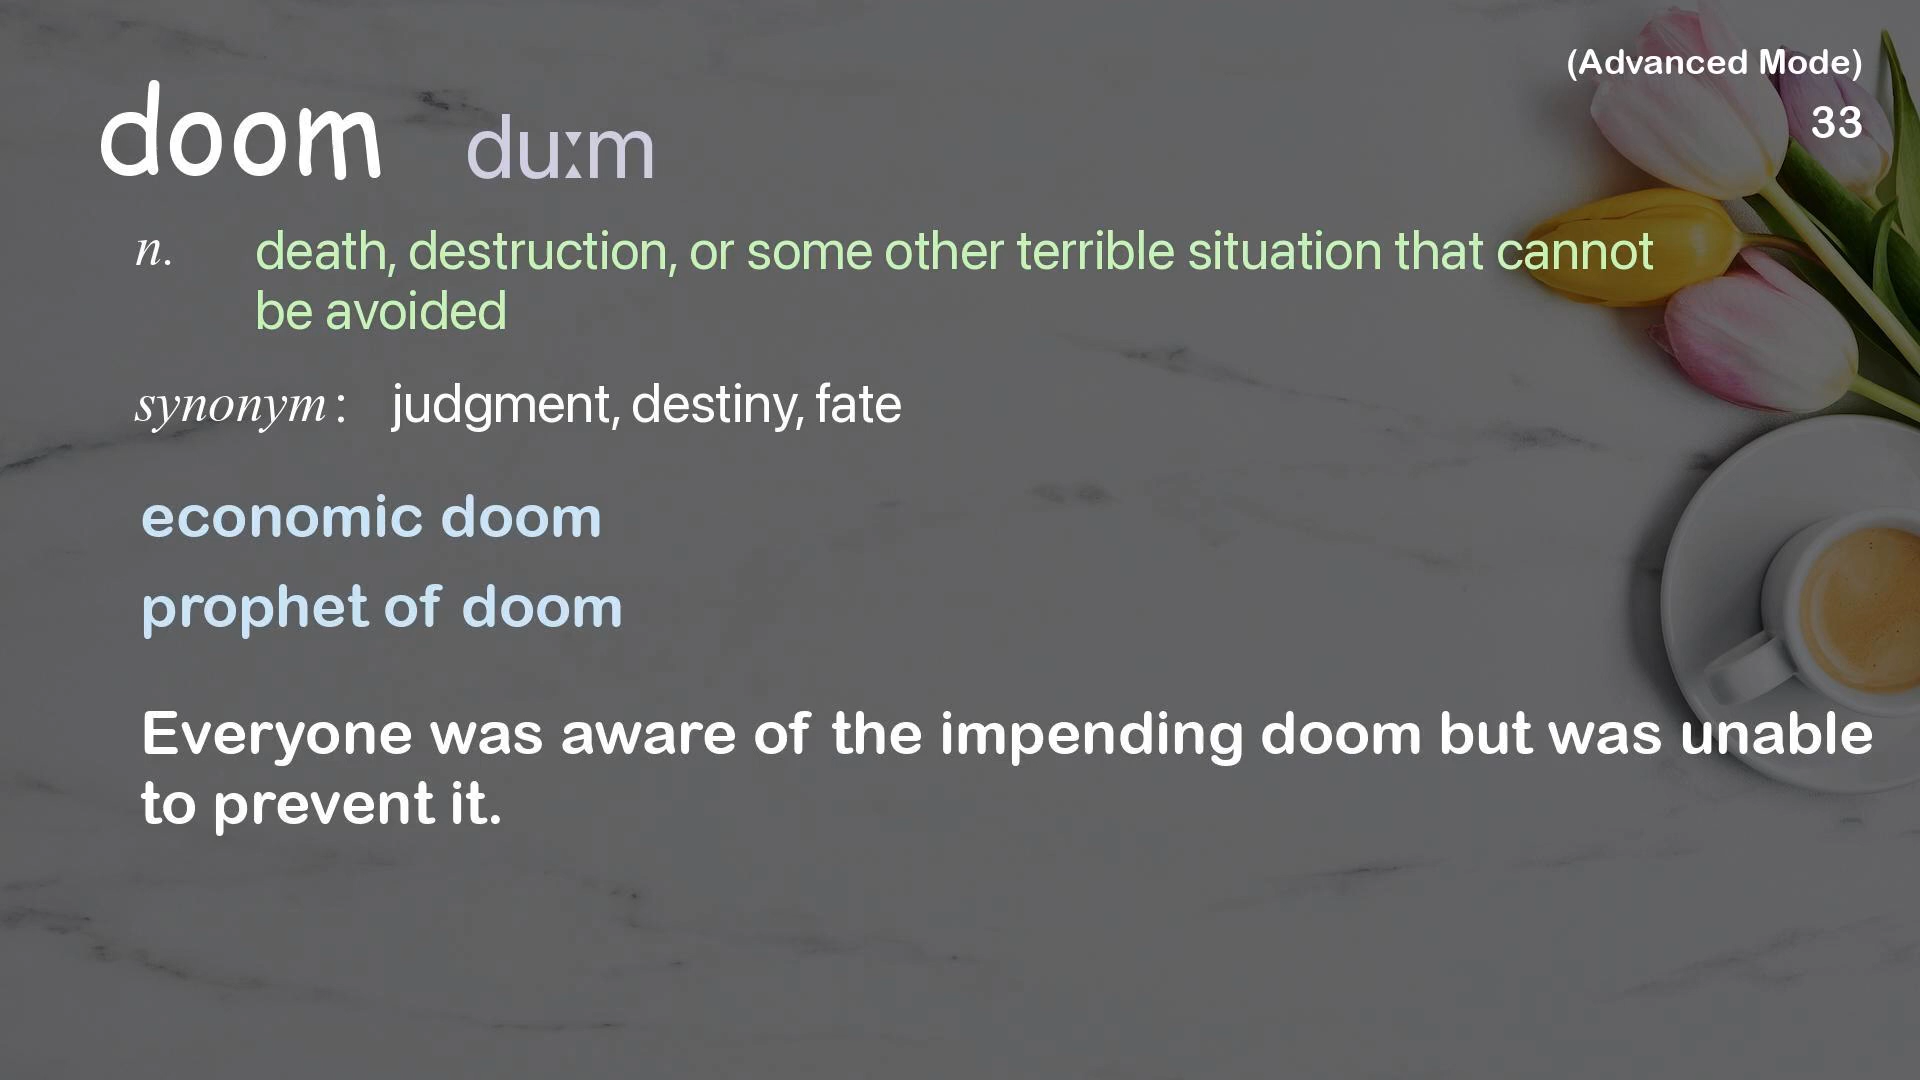 (Advanced Mode)
33
doom duːm
n. death, destruction, or some other terrible situation that cannot
be avoided
synonym: judgment, destiny, fate
economic doom
prophet of doom
Everyone was aware of the impending doom but was unable
to prevent it.